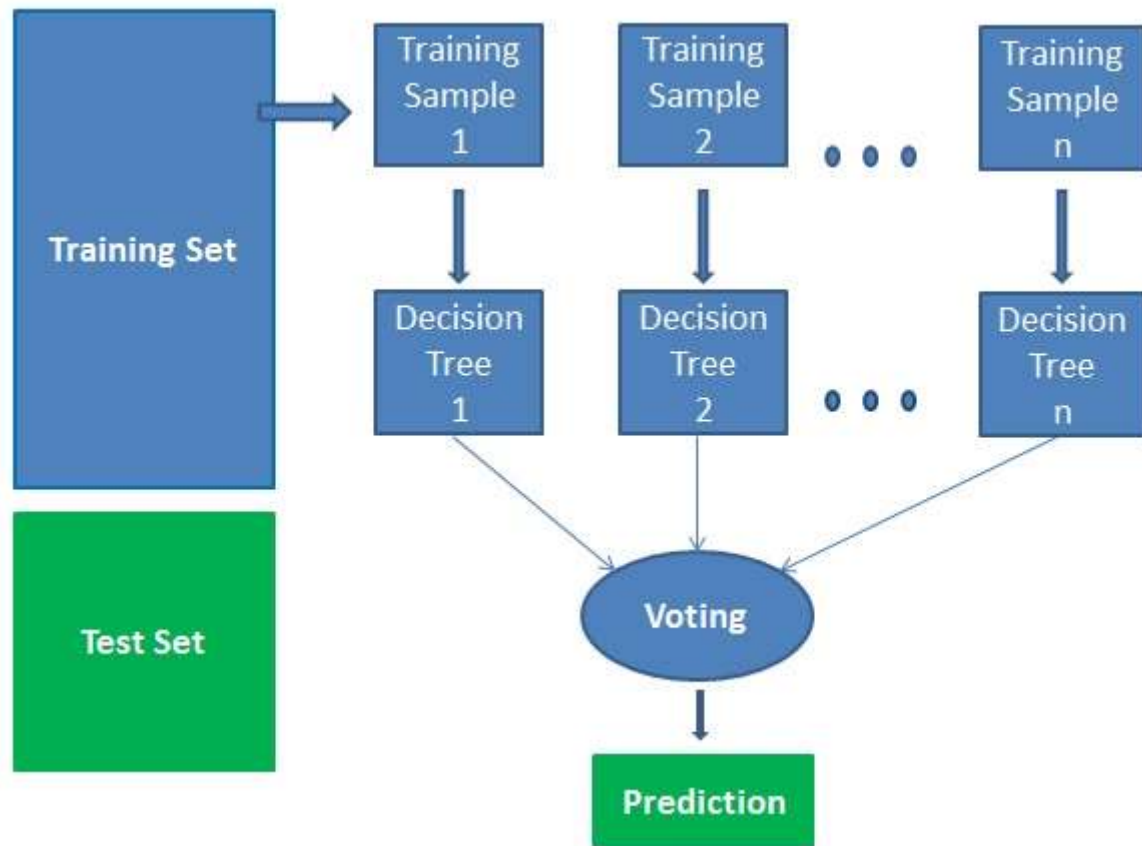 Training Set
Training
Sample
1
Training
Sample
2
Training
Sample
n
Decision
Tree
1
Decision
Tree
2
Decision
Tree
n
Test Set
Voting
Prediction